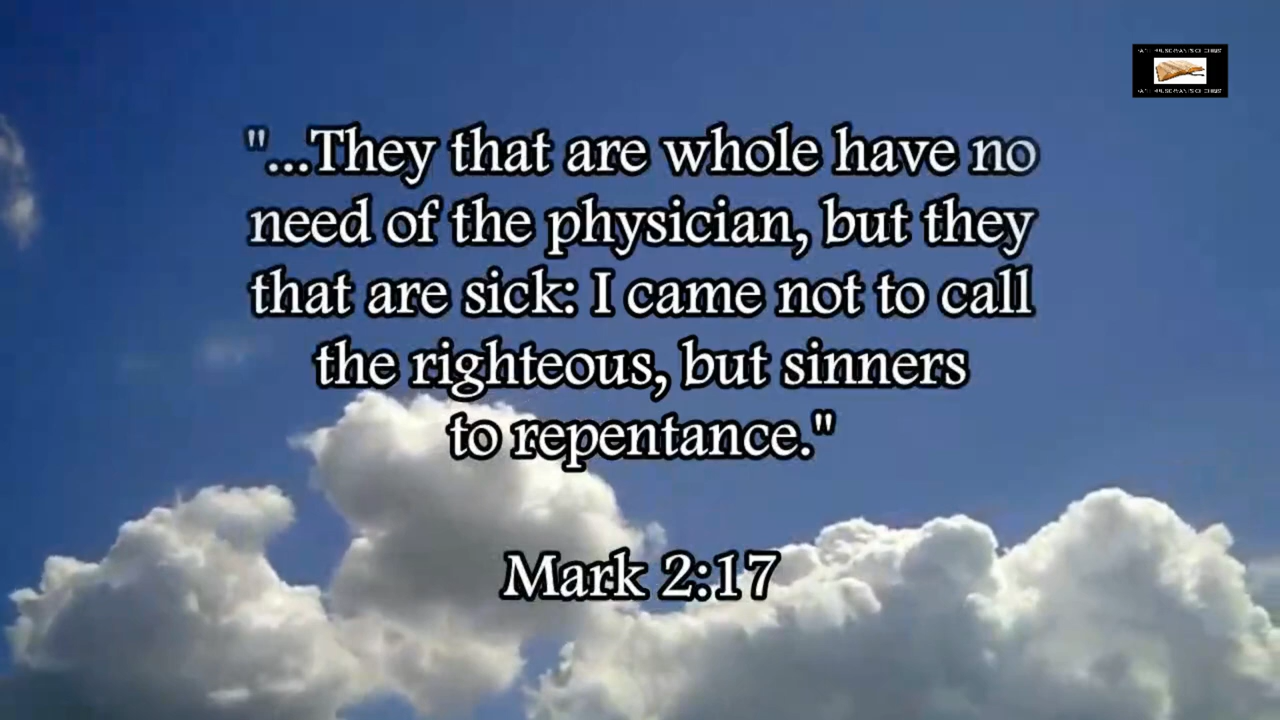 "...They that are whole have no
need of the physician, but they
that are sick: I came not to call
the righteous, but sinners
to repentance."
Mark 2:17